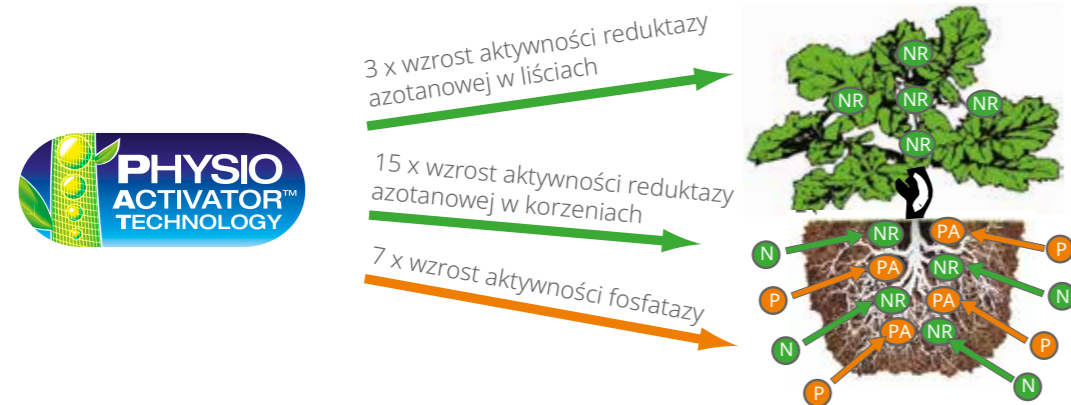 PHYSIO
ACTIVATOR™
TECHNOLOGY
3 x wzrost aktywności reduktazy
azotanowej w liściach
15 x wzrost aktywności reduktazy
azotanowej w korzeniach
7 x wzrost aktywności fosfatazy
NR
NR NR NR
NR
NR PA
N P
PA NR
P N
NR PA
N P
PA NR
P N